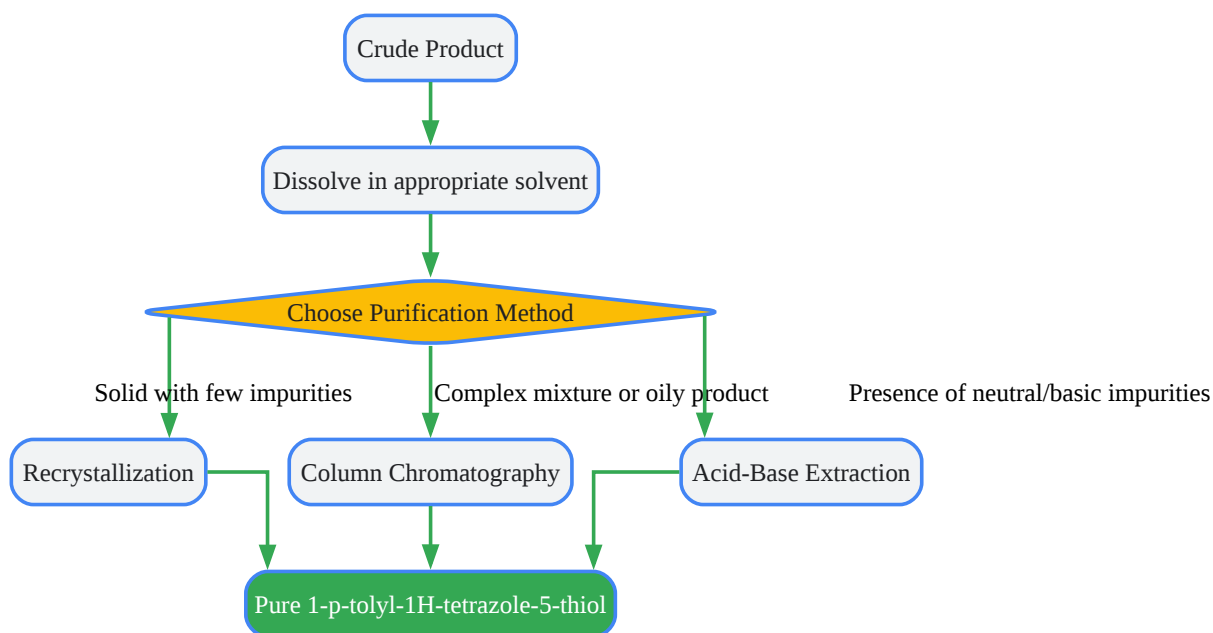 Crude Product
Dissolve in appropriate solvent
Choose Purification Method
Solid with few impurities
Complex mixture or oily product
Presence of neutral/basic impurities
Recrystallization
Column Chromatography
Acid-Base Extraction
Pure 1-p-tolyl-1H-tetrazole-5-thiol